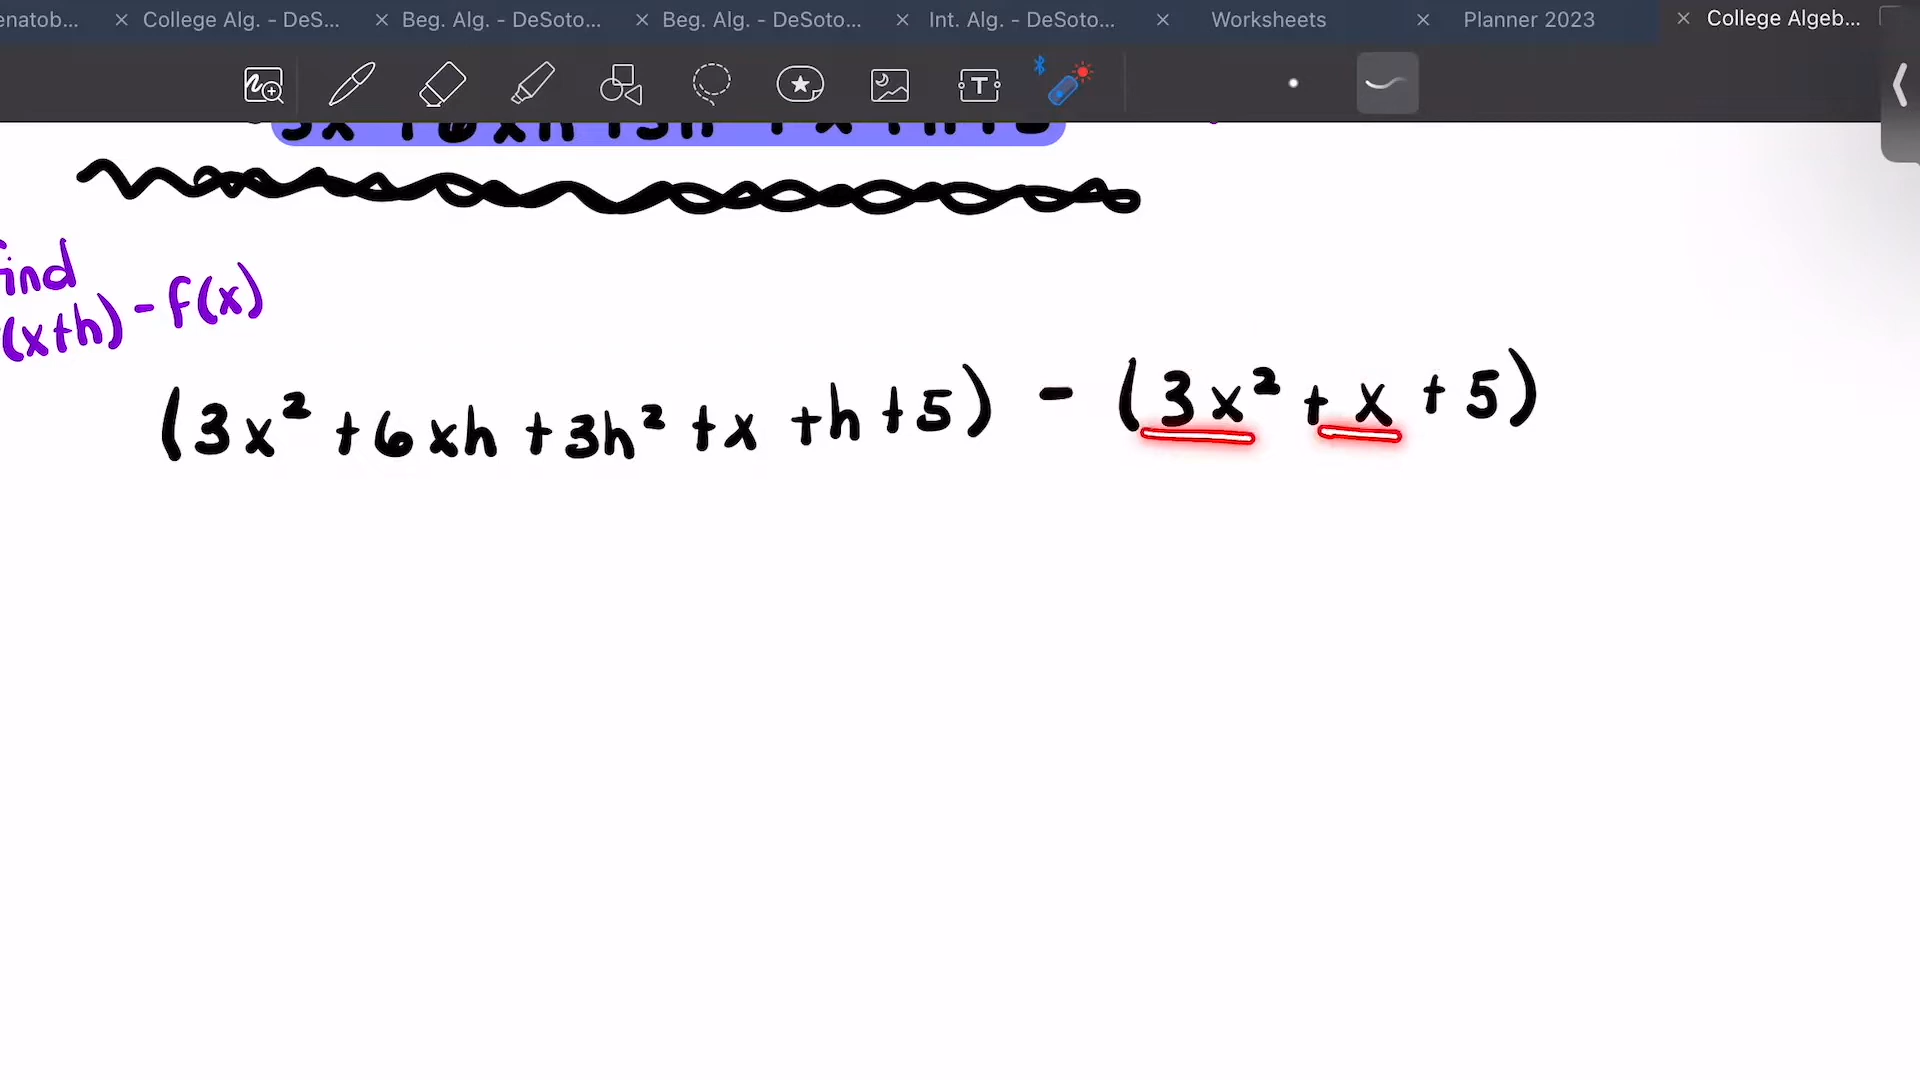 enatob... × College Alg. - DeS... × Beg. Alg. - DeSoto... × Beg. Alg. - DeSoto... × Int. Alg. - DeSoto... × Worksheets × Planner 2023 × College Algeb...
ind
(x+h) - f(x)
(3x² + 6xh + 3h² + x + h + 5) - (3x² + x + 5)